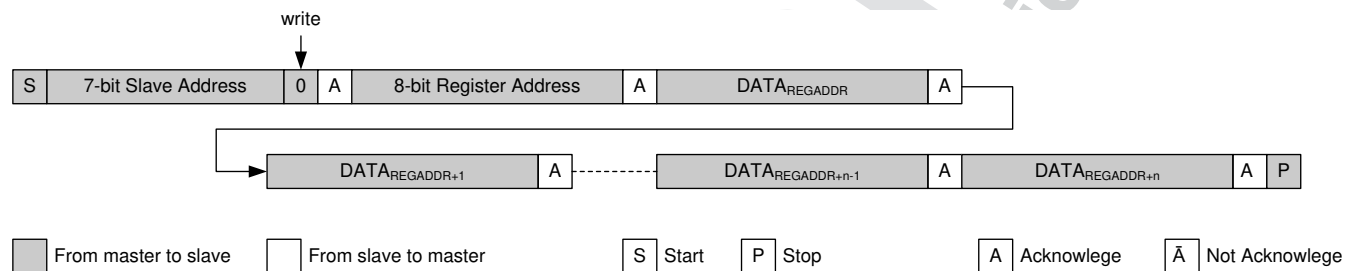 write
S 7-bit Slave Address 0 A 8-bit Register Address A DATAREGADDR A
DATAREGADDR+1 A DATAREGADDR+n-1 A DATAREGADDR+n A P
From master to slave From slave to master S Start P Stop A Acknowlege Ā Not Acknowlege